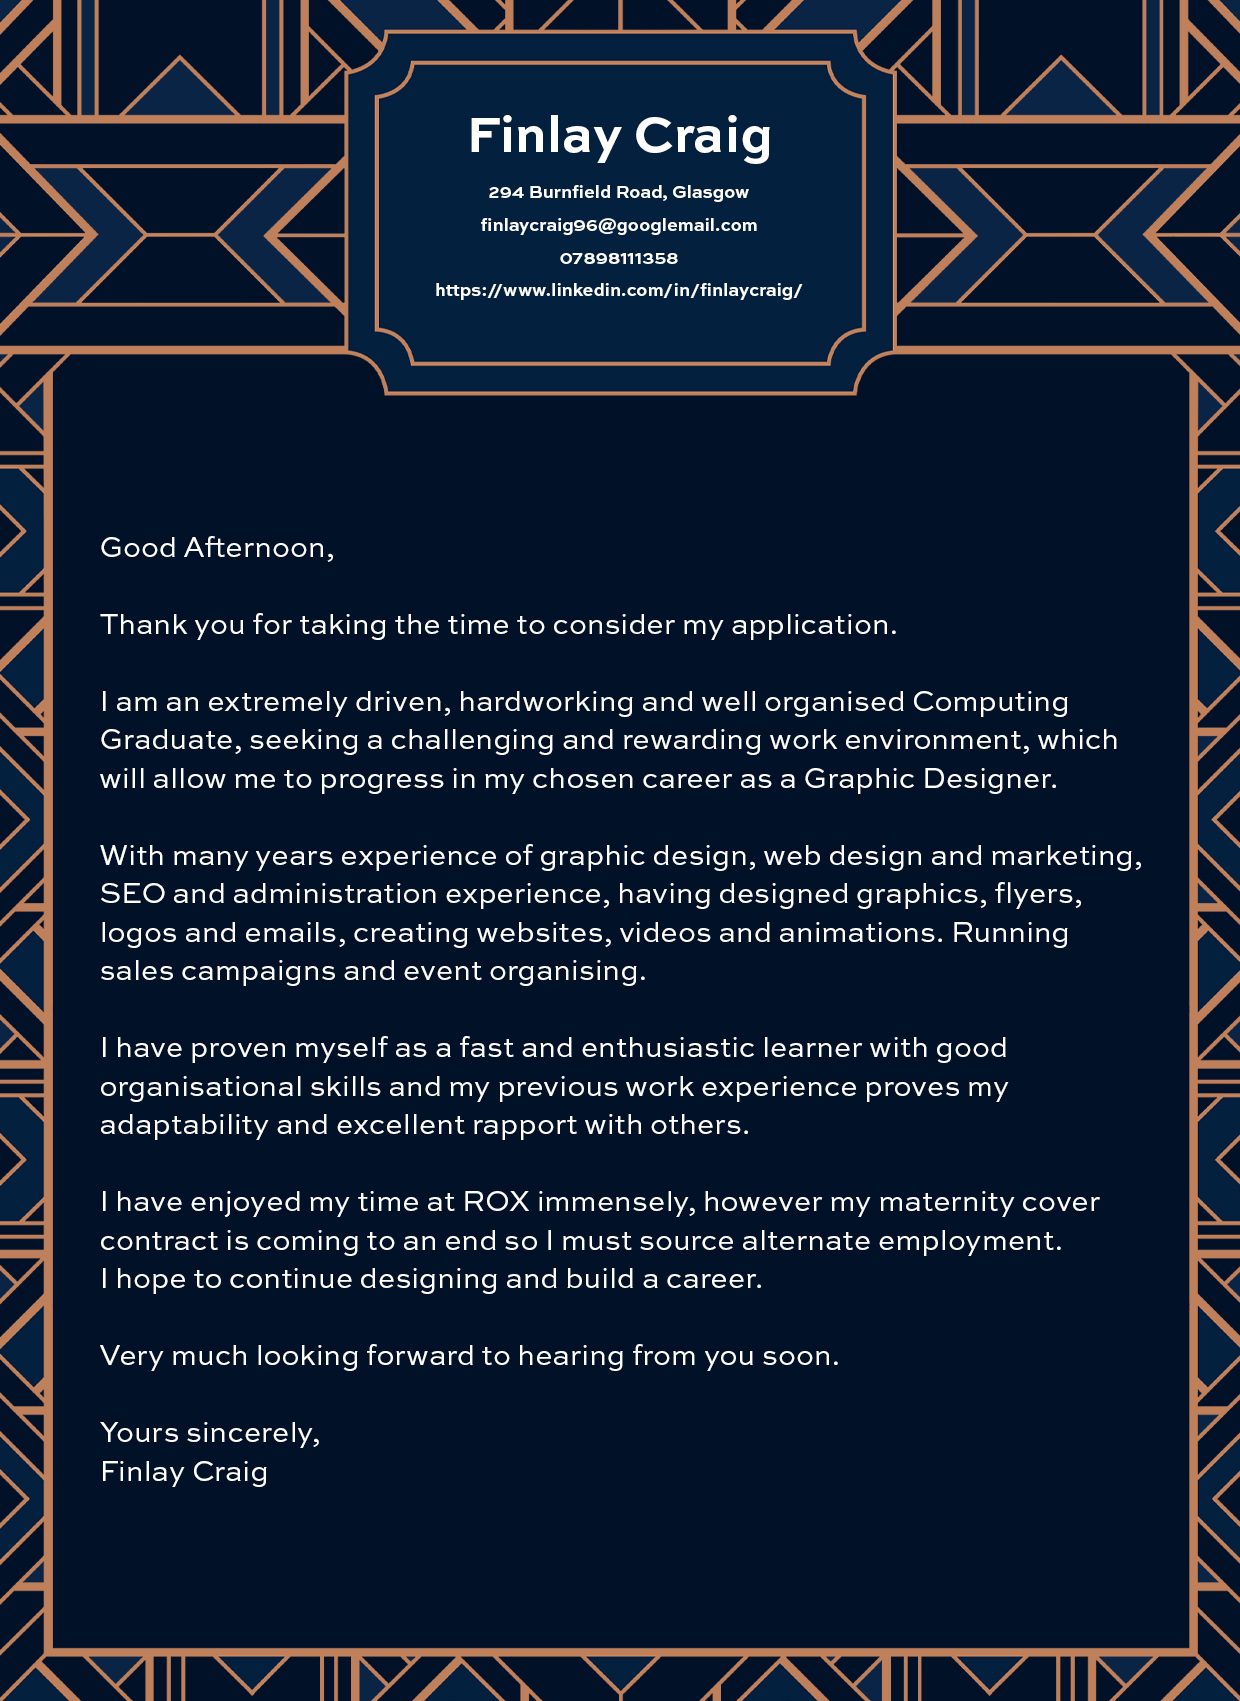 Finlay Craig
294 Burnfield Road, Glasgow
finlaycraig96@googlemail.com
07898111358
https://www.linkedin.com/in/finlaycraig/
Good Afternoon,
Thank you for taking the time to consider my application.
I am an extremely driven, hardworking and well organised Computing
Graduate, seeking a challenging and rewarding work environment, which
will allow me to progress in my chosen career as a Graphic Designer.
With many years experience of graphic design, web design and marketing,
SEO and administration experience, having designed graphics, flyers,
logos and emails, creating websites, videos and animations. Running
sales campaigns and event organising.
I have proven myself as a fast and enthusiastic learner with good
organisational skills and my previous work experience proves my
adaptability and excellent rapport with others.
I have enjoyed my time at ROX immensely, however my maternity cover
contract is coming to an end so I must source alternate employment.
I hope to continue designing and build a career.
Very much looking forward to hearing from you soon.
Yours sincerely,
Finlay Craig